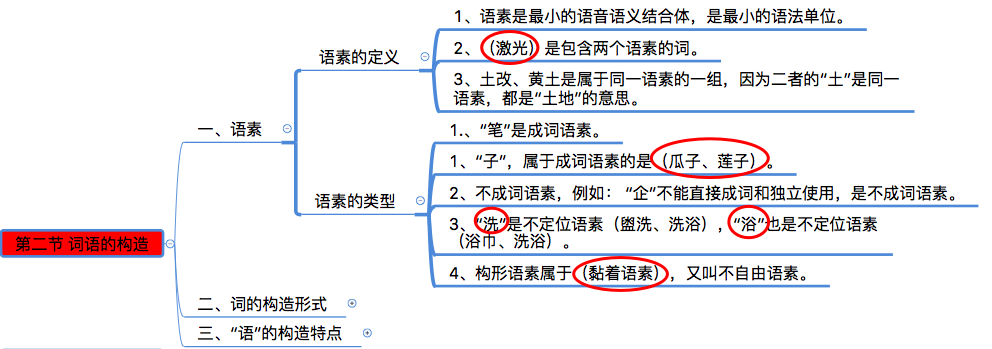 1、语素是最小的语音语义结合体，是最小的语法单位。
语素的定义
2、（激光）是包含两个语素的词。
3、土改、黄土是属于同一语素的一组，因为二者的“土”是同一
语素，都是“土地”的意思。
一、语素
1.、“笔”是成词语素。
1、“子”，属于成词语素的是（瓜子、莲子）。
语素的类型
2、不成词语素，例如： “企”不能直接成词和独立使用，是不成词语素。
3、“洗”是不定位语素（盥洗、洗浴），“浴”也是不定位语素
（浴巾、洗浴）。
4、构形语素属于（黏着语素），又叫不自由语素。
第二节 词语的构造
二、词的构造形式
三、“语”的构造特点